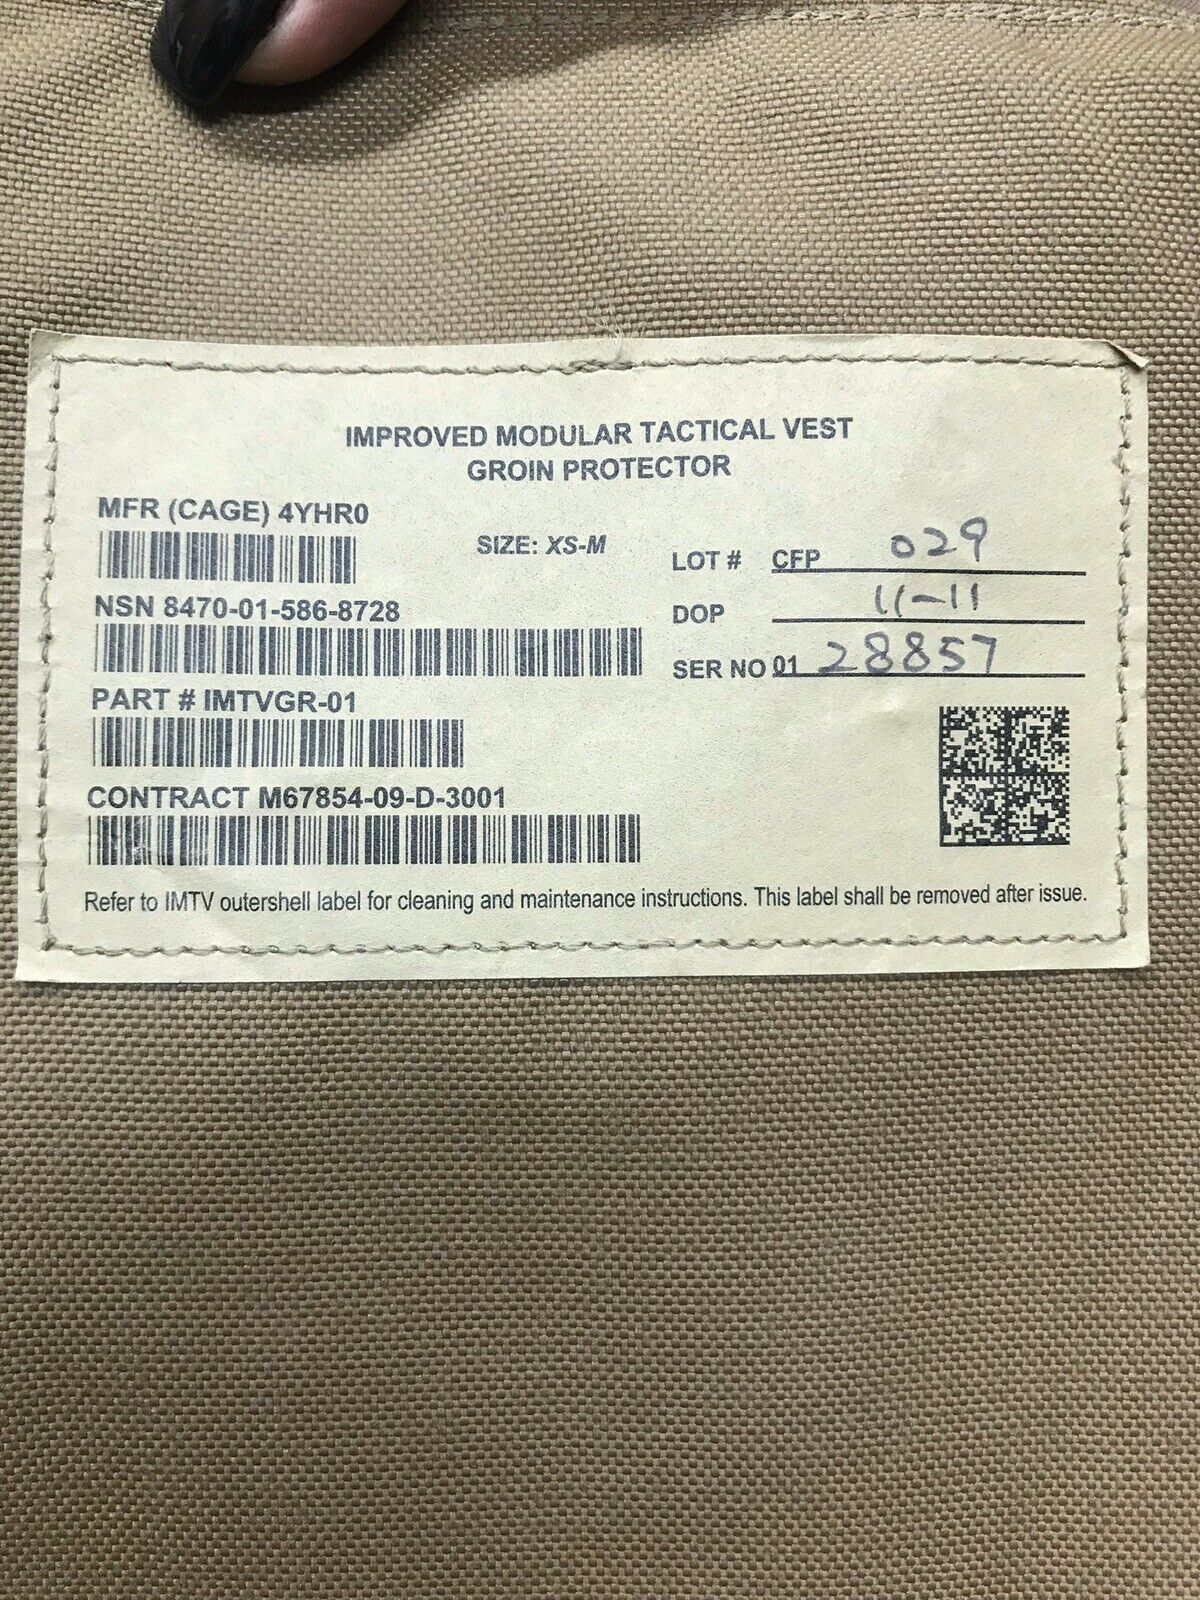 IMPROVED MODULAR TACTICAL VEST
GROIN PROTECTOR
MFR (CAGE) 4YHR0
SIZE: XS-M
NSN 8470-01-586-8728
PART # IMTVGR-01
CONTRACT M67854-09-D-3001
LOT # CFP 029
DOP 11-11
SER NO 01 28857
Refer to IMTV outershell label for cleaning and maintenance instructions. This label shall be removed after issue.